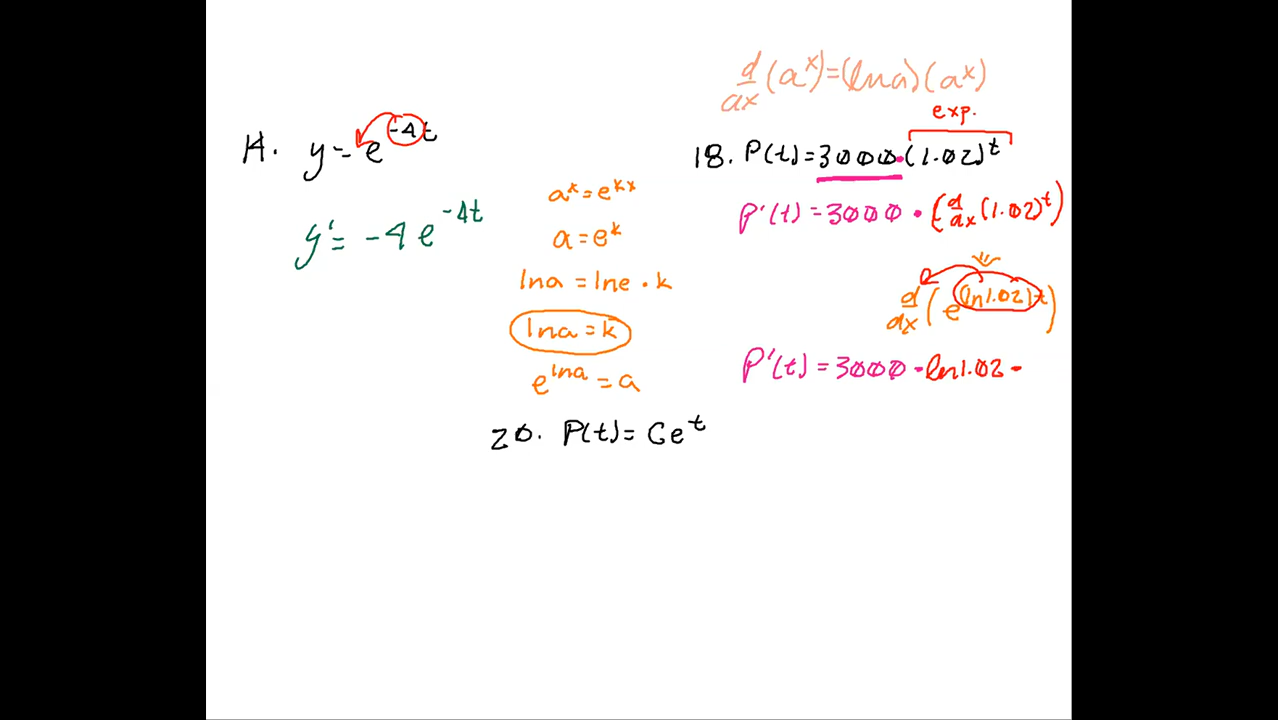 d/dx (a^x) = (ln a)(a^x)
exp.
14. y = e^-4t
18. P(t) = 3000 · (1.02)^t
y' = -4e^-4t
a^x = e^kx
a = e^k
ln a = ln e · k
ln a = k
e^ln a = a
P'(t) = 3000 · (d/dx (1.02)^t)
d/dx (e^(ln 1.02)t)
P'(t) = 3000 · ln 1.02 ·
20. P(t) = Ce^t